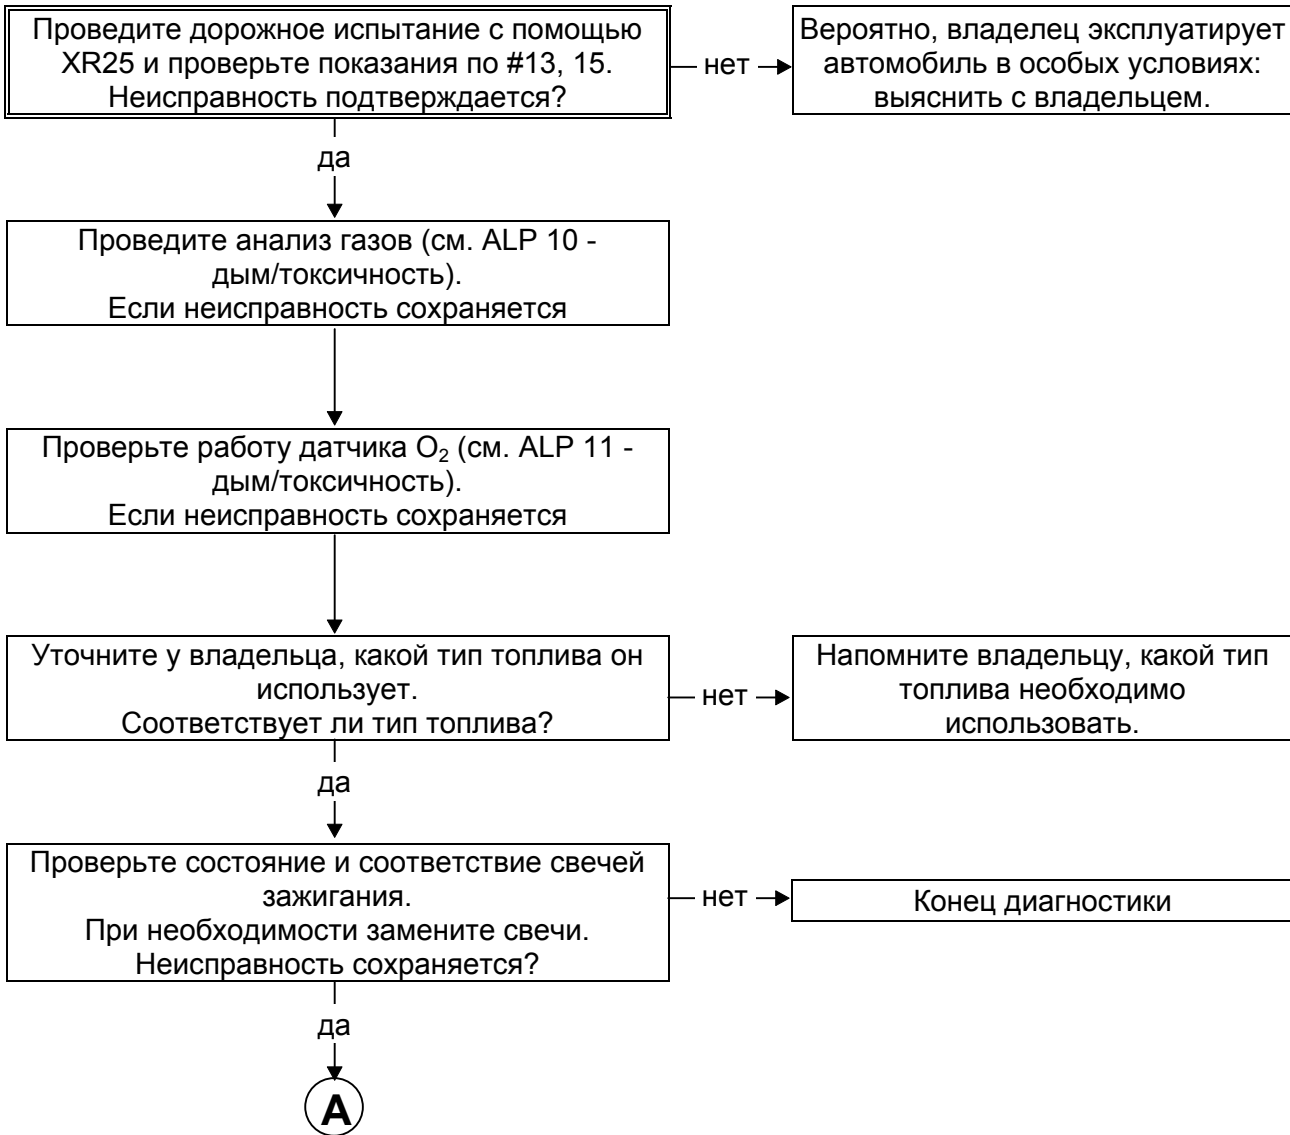 Проведите дорожное испытание с помощью
XR25 и проверьте показания по #13, 15.
Неисправность подтверждается?
нет
Вероятно, владелец эксплуатирует
автомобиль в особых условиях:
выяснить с владельцем.
да
Проведите анализ газов (см. ALP 10 -
дым/токсичность).
Если неисправность сохраняется
Проверьте работу датчика O₂ (см. ALP 11 -
дым/токсичность).
Если неисправность сохраняется
Уточните у владельца, какой тип топлива он
использует.
Соответствует ли тип топлива?
нет
Напомните владельцу, какой тип
топлива необходимо
использовать.
да
Проверьте состояние и соответствие свечей
зажигания.
При необходимости замените свечи.
Неисправность сохраняется?
нет
Конец диагностики
да
А